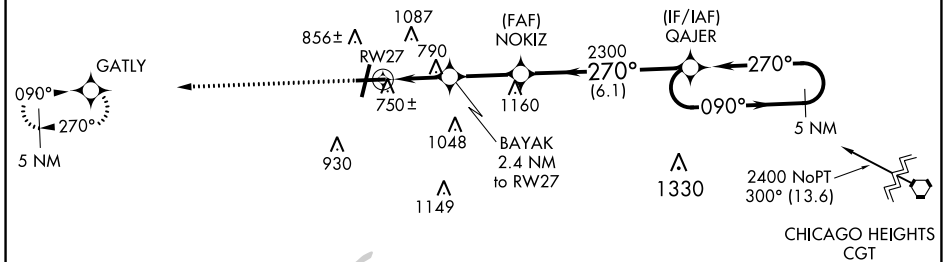 1087
(FAF)
NOKIZ
(IF/IAF)
QAJER
856±
GATLY
RW27
790
2300
270°
(6.1)
270°
090°
270°
750±
1160
090°
5 NM
5 NM
930
1048
BAYAK
2.4 NM
to RW27
1149
1330
2400 NoPT
300° (13.6)
CHICAGO HEIGHTS
CGT